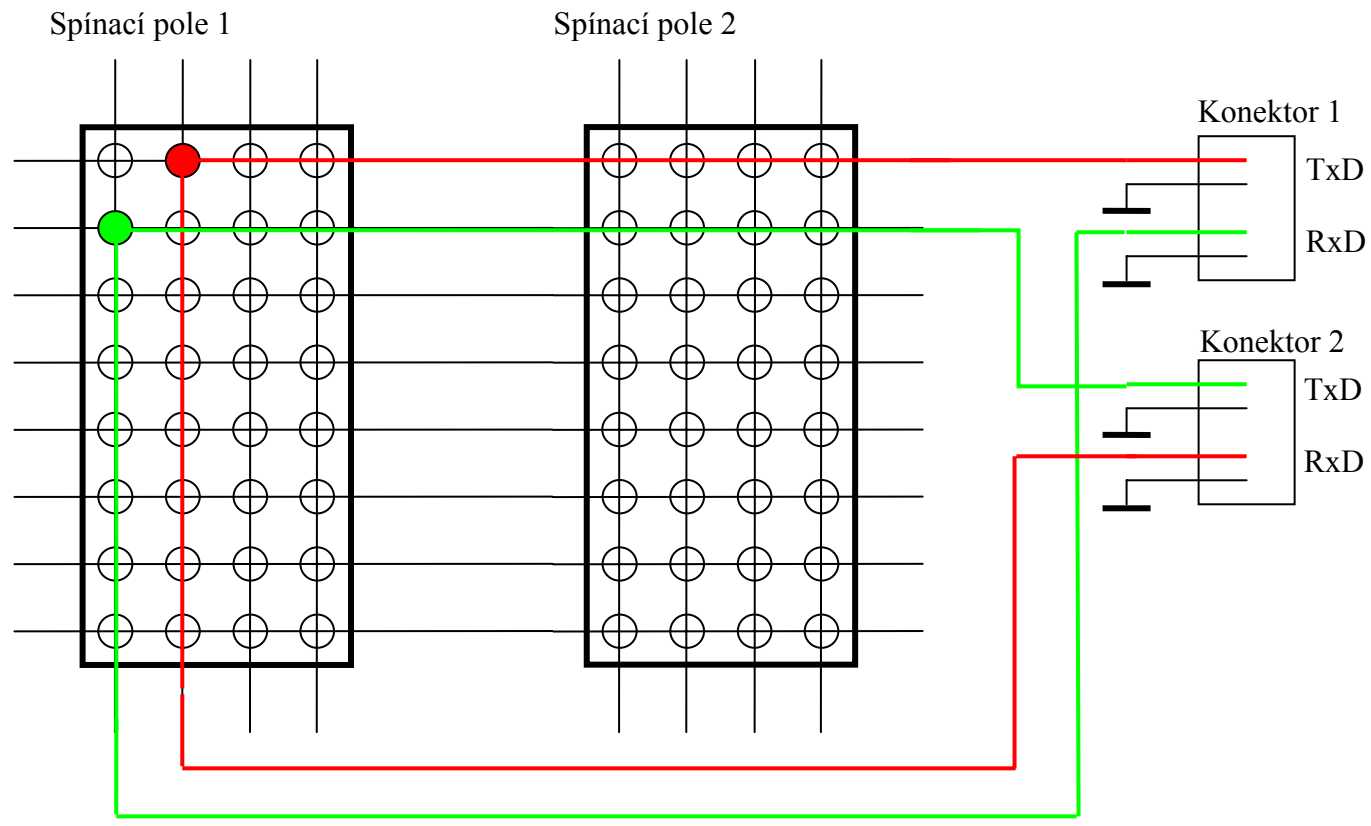 Spínací pole 1
Spínací pole 2
Konektor 1
TxD
RxD
Konektor 2
TxD
RxD